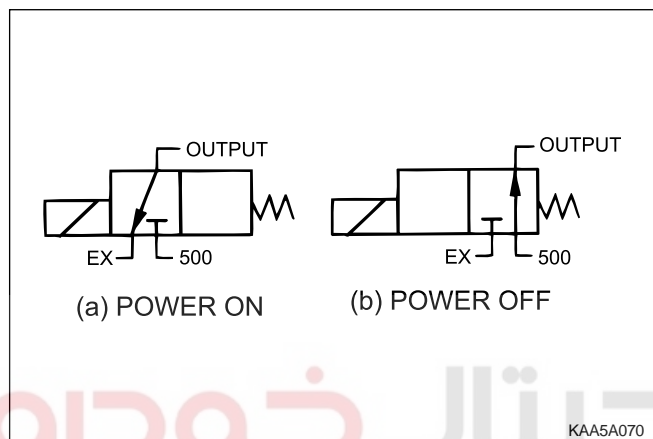 OUTPUT
EX
500
(a) POWER ON
OUTPUT
EX
500
(b) POWER OFF
KAA5A070